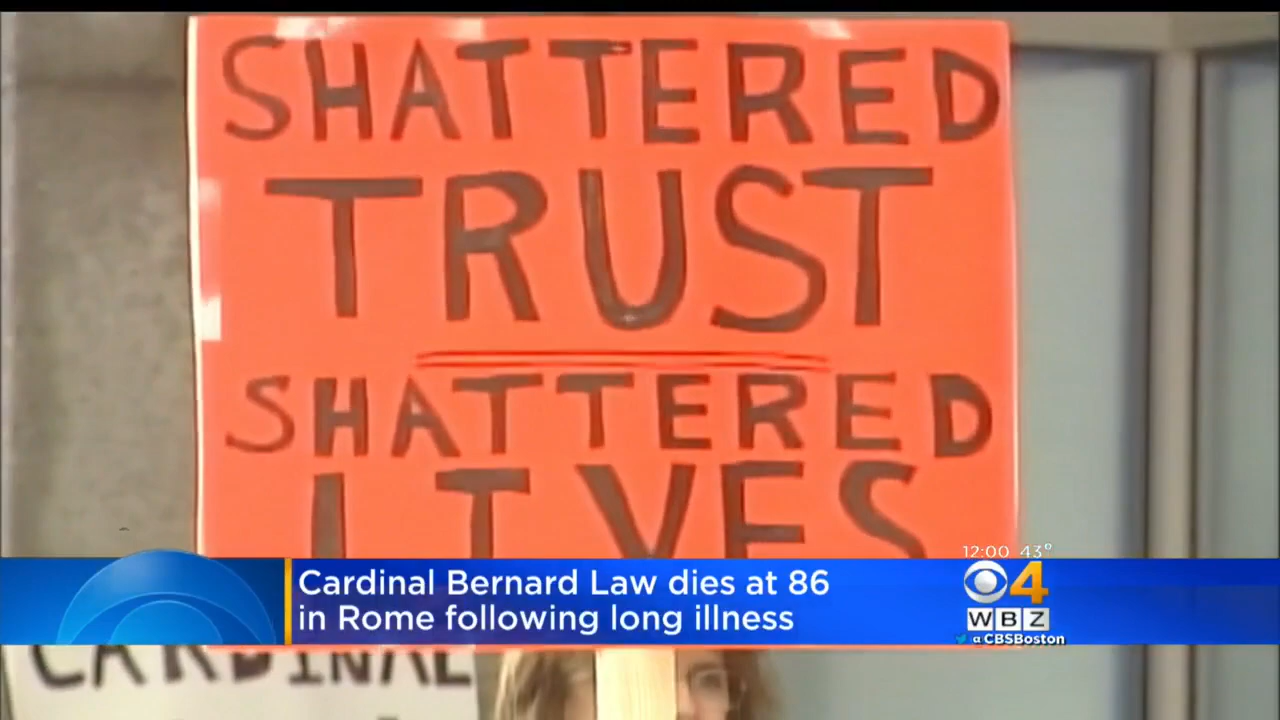 SHATTERED
TRUST
SHATTERED
LIVES
Cardinal Bernard Law dies at 86
in Rome following long illness
12:00 43°
4
WBZ
@CBSBoston
CARDINAL